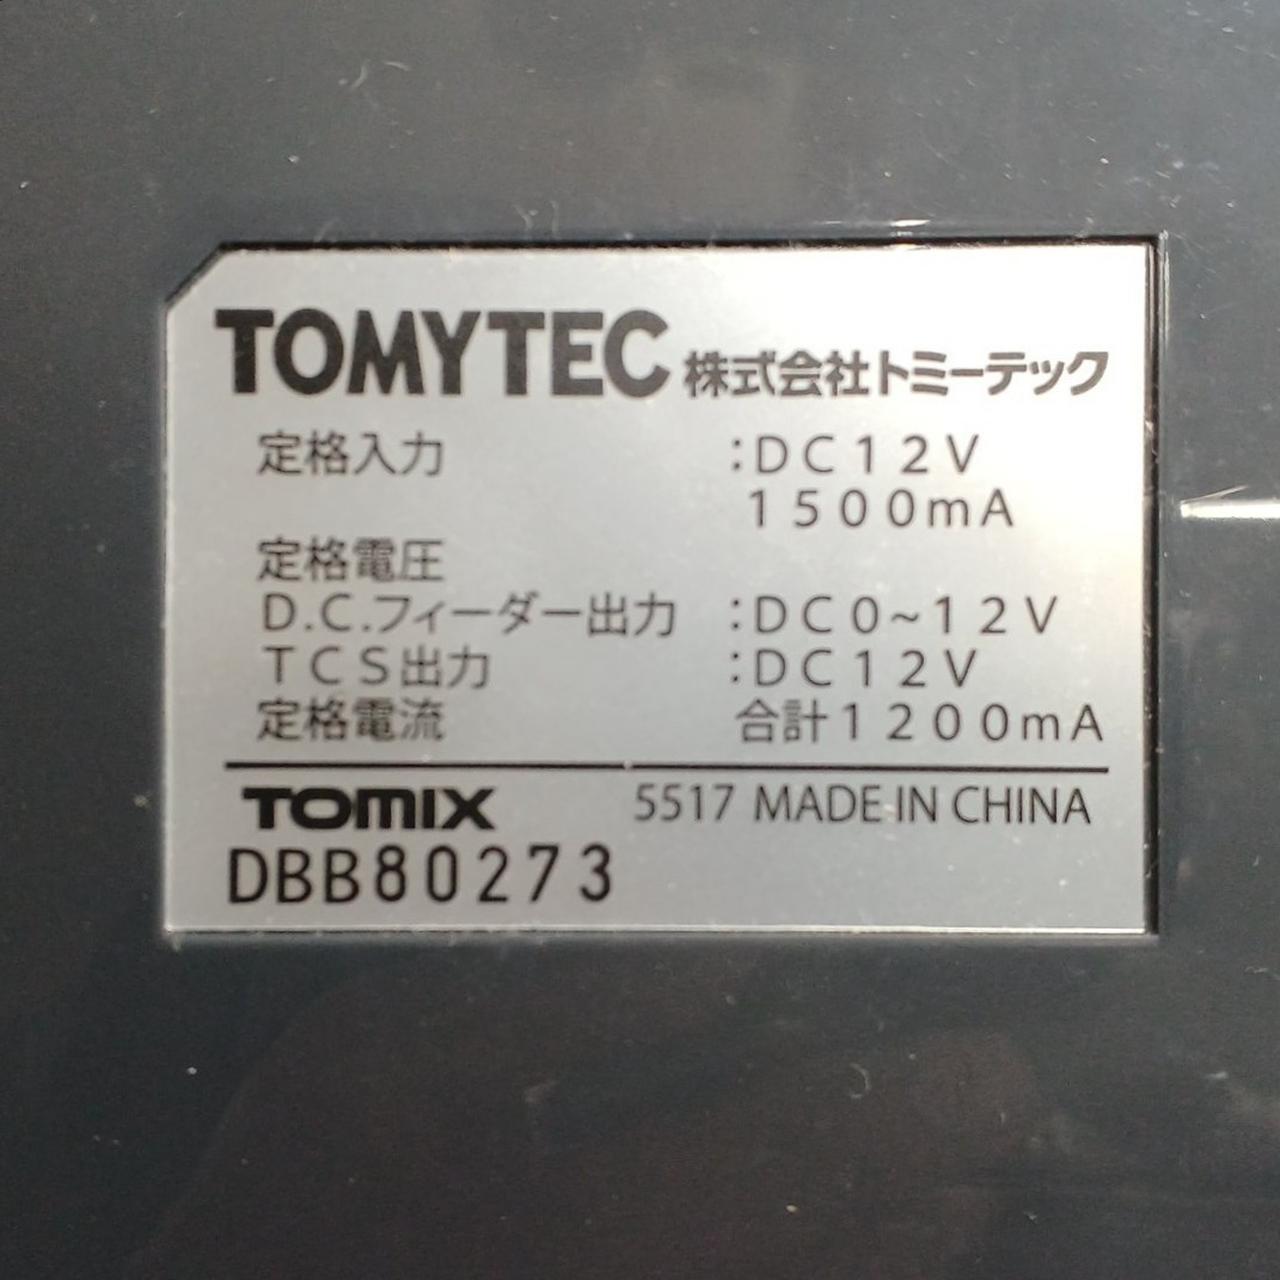 TOMYTEC 株式会社トミーテック
定格入力 :DC12V
1500mA
定格電圧
D.C.フィーダー出力 :DC0~12V
TCS出力 :DC12V
定格電流 合計1200mA
TOMIX 5517 MADE IN CHINA
DBB80273